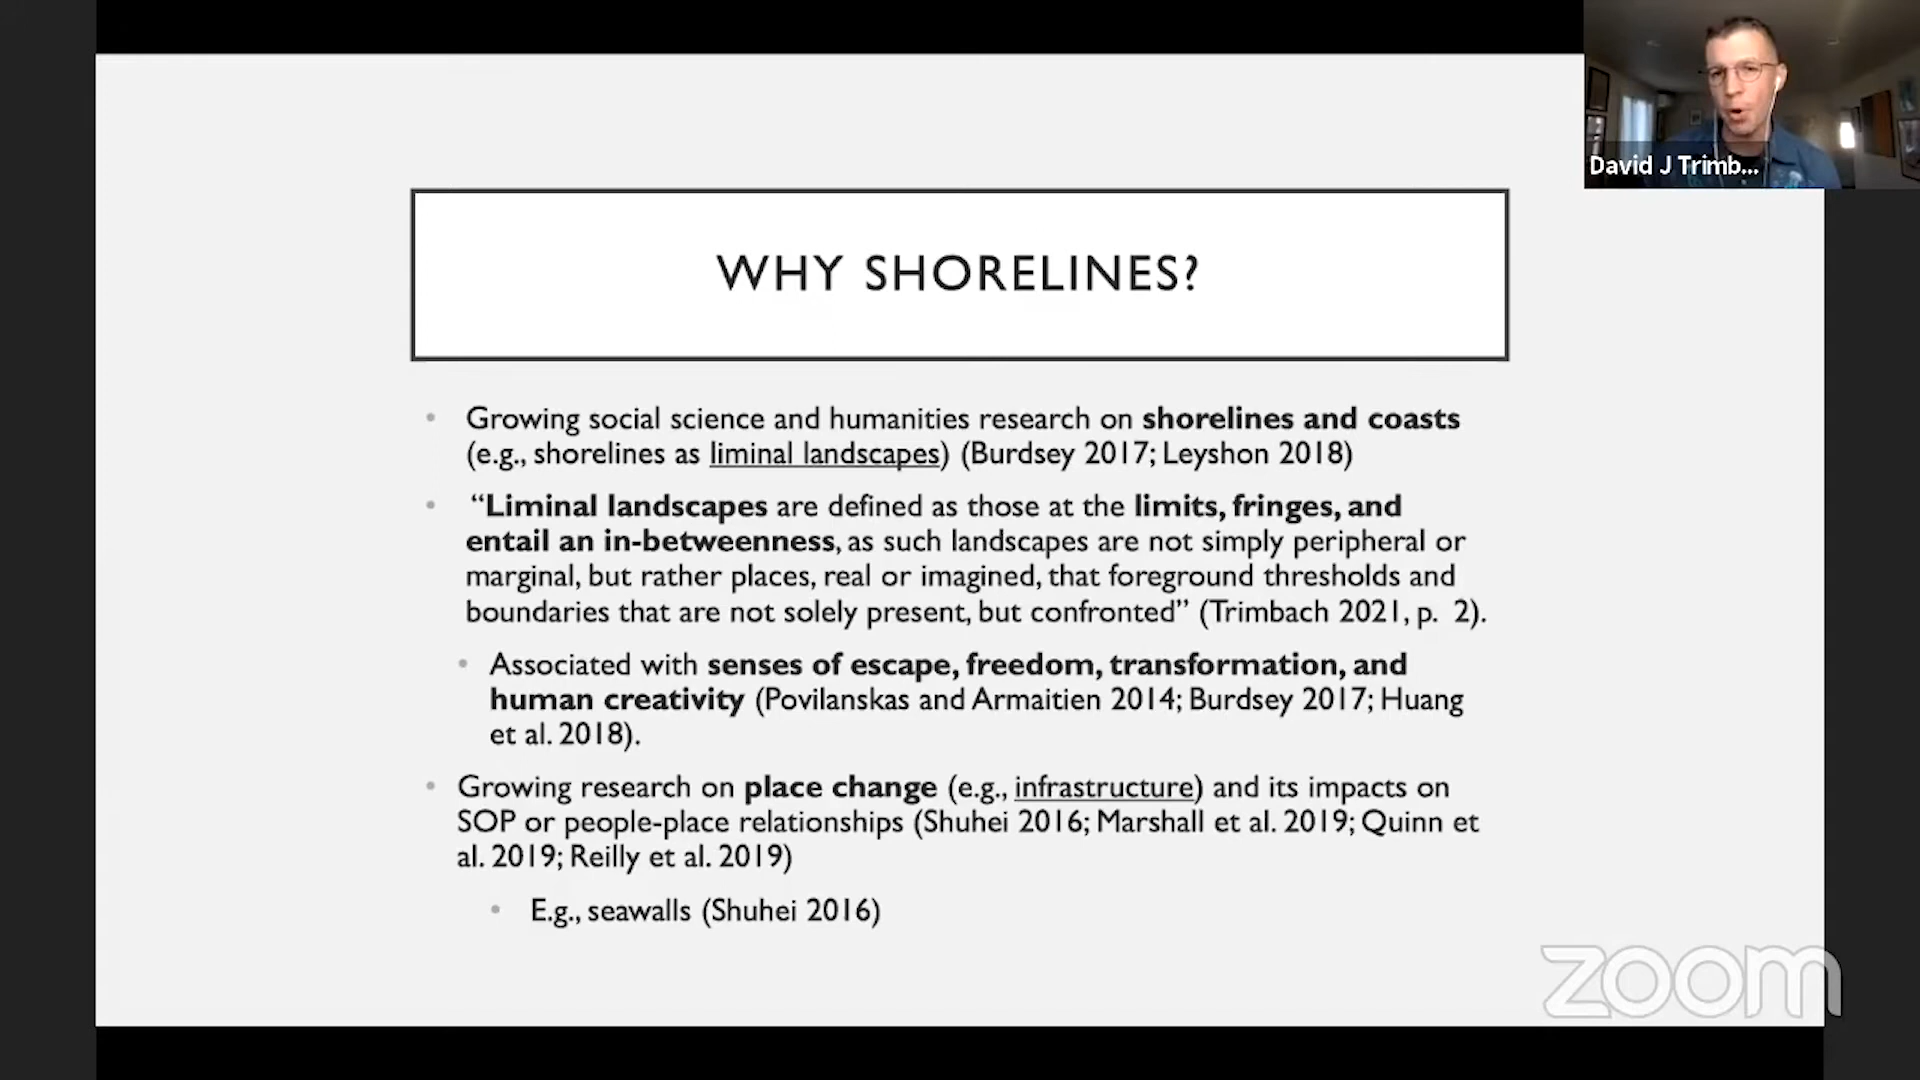 David J Trimb...
WHY SHORELINES?
• Growing social science and humanities research on shorelines and coasts
(e.g., shorelines as liminal landscapes) (Burdsey 2017; Leyshon 2018)
• “Liminal landscapes are defined as those at the limits, fringes, and
entail an in-betweenness, as such landscapes are not simply peripheral or
marginal, but rather places, real or imagined, that foreground thresholds and
boundaries that are not solely present, but confronted” (Trimbach 2021, p. 2).
• Associated with senses of escape, freedom, transformation, and
human creativity (Povilanskas and Armaitien 2014; Burdsey 2017; Huang
et al. 2018).
• Growing research on place change (e.g., infrastructure) and its impacts on
SOP or people-place relationships (Shuhei 2016; Marshall et al. 2019; Quinn et
al. 2019; Reilly et al. 2019)
• E.g., seawalls (Shuhei 2016)
zoom